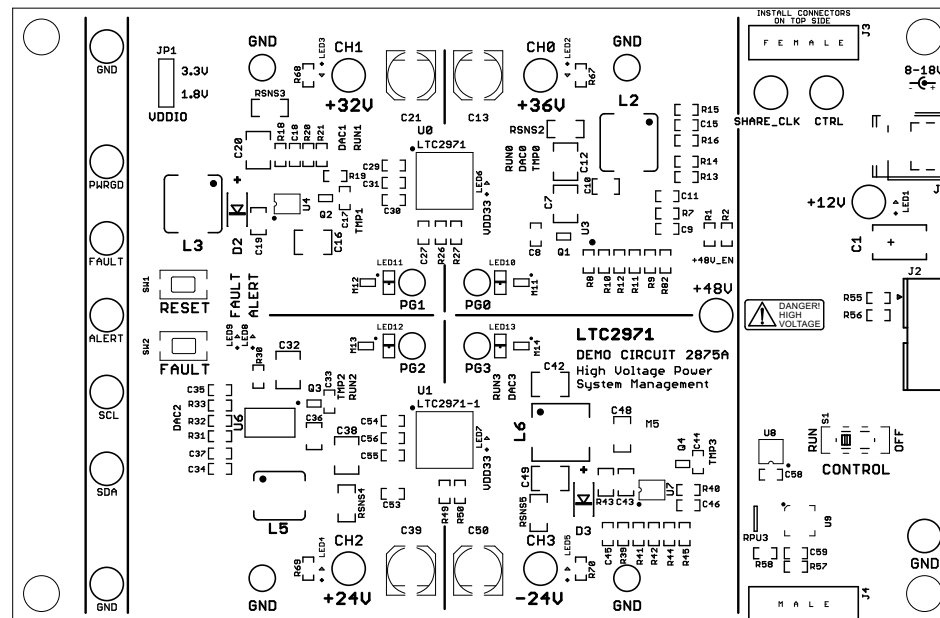 INSTALL CONNECTORS
ON TOP SIDE
J3
F E M A L E
GND
LED3
CH1
CH0
LED2
GND
JP1
3.3V
1.8V
VDDIO
GND
R68
+32V
R67
+36V
L2
8-18V
- +
SHARE_CLK
CTRL
RSNS3
C21
C13
R15
C15
R16
R14
R13
C20
R18
C18
R20
R21
DAC1
RUN1
U0
LTC2971
RSNS2
RUN0
DAC0
TMP0
C12
C10
C29
C31
C30
LED6
VDD33
R19
PWRGD
U4
Q2
C17
TMP1
C7
U3
C11
R7
C9
R1
R2
+48V_EN
+12V
LED1
J
L3
D2
C19
C16
C27
R26
R27
C8
Q1
C1
+
FAULT
R8
R10
R12
R11
R9
R82
J2
SW1
RESET
FAULT
ALERT
LED11
M12
PG1
LED10
M11
PG0
+48V
DANGER!
HIGH
VOLTAGE
R55
R56
ALERT
SW2
FAULT
LED9
LED8
R30
C32
LED12
M13
PG2
LED13
M14
PG3
LTC2971
DEMO CIRCUIT 2875A
High Voltage Power
System Management
C35
R33
R32
R31
C37
C34
DAC2
U6
Q3
C33
TMP2
RUN2
C36
C38
U1
LTC2971-1
C54
C56
C55
LED7
VDD33
RUN3
DAC3
C42
L6
C48
M5
Q4
C44
TMP3
U8
C58
RUN
S1
OFF
CONTROL
SCL
SDA
L5
RSNS4
C53
R49
R50
C49
RSNS5
+
D3
R43
C43
U7
R40
C46
RPU3
U9
R58
C59
R57
C45
R39
R41
R42
R44
R45
GND
GND
R69
LED4
CH2
+24V
C39
C50
CH3
-24V
LED5
R70
GND
GND
J4
M A L E